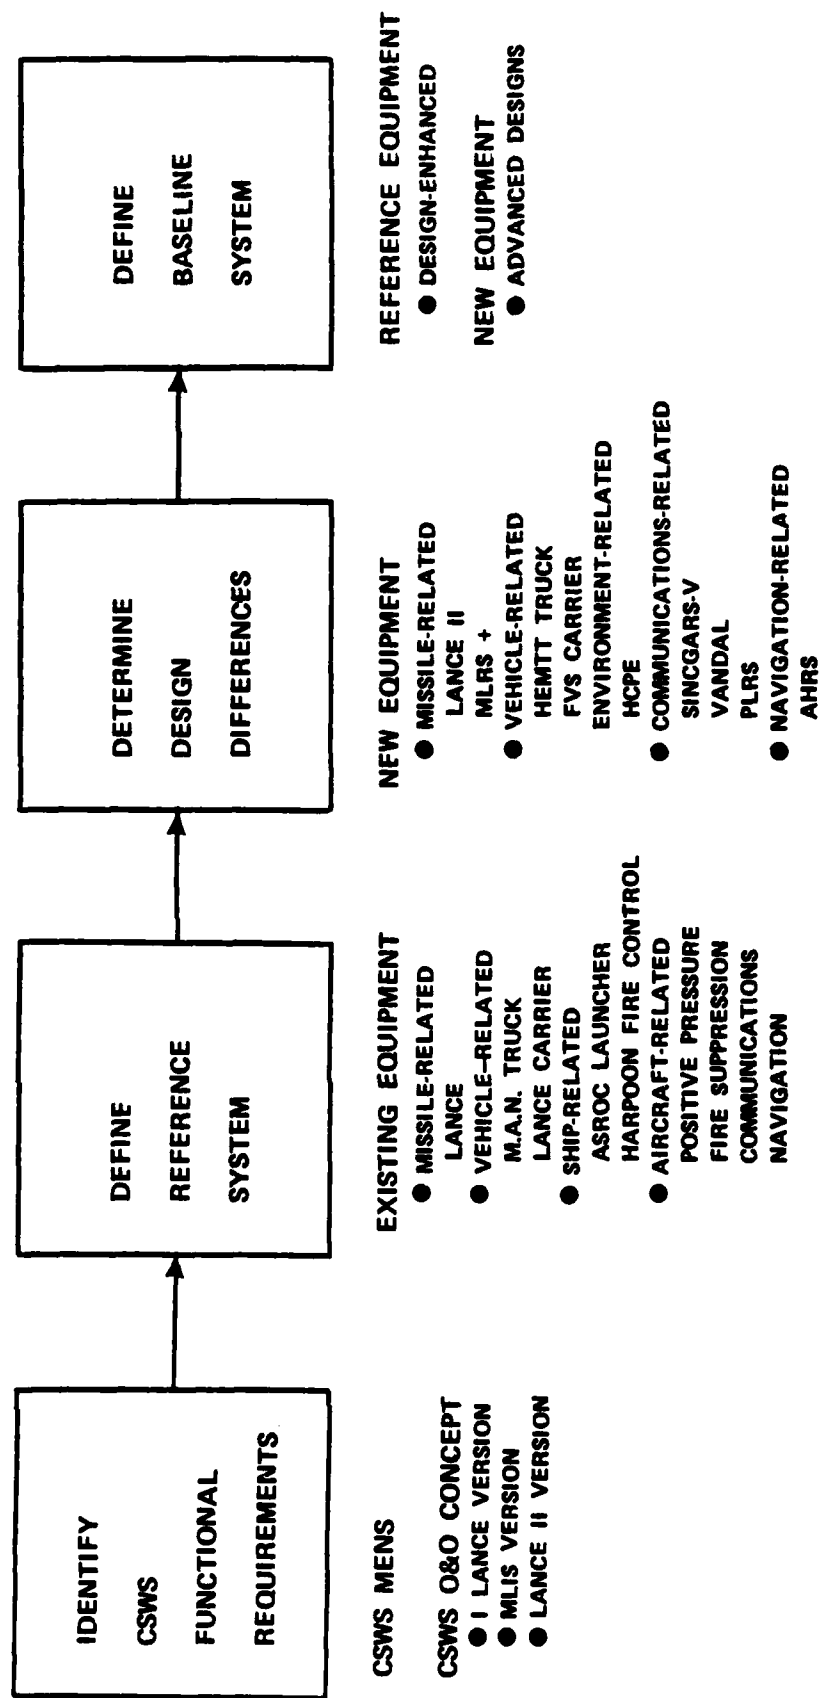 IDENTIFY
CSWS
FUNCTIONAL
REQUIREMENTS
CSWS MENS
CSWS O&O CONCEPT
● I LANCE VERSION
● MLIS VERSION
● LANCE II VERSION
DEFINE
REFERENCE
SYSTEM
EXISTING EQUIPMENT
● MISSILE-RELATED
LANCE
● VEHICLE-RELATED
M.A.N. TRUCK
LANCE CARRIER
● SHIP-RELATED
ASROC LAUNCHER
HARPOON FIRE CONTROL
● AIRCRAFT-RELATED
POSITIVE PRESSURE
FIRE SUPPRESSION
COMMUNICATIONS
NAVIGATION
DETERMINE
DESIGN
DIFFERENCES
NEW EQUIPMENT
● MISSILE-RELATED
LANCE II
MLRS +
● VEHICLE-RELATED
HEMTT TRUCK
FVS CARRIER
ENVIRONMENT-RELATED
HCPE
● COMMUNICATIONS-RELATED
SINCGARS-V
VANDAL
PLRS
● NAVIGATION-RELATED
AHRS
DEFINE
BASELINE
SYSTEM
REFERENCE EQUIPMENT
● DESIGN-ENHANCED
NEW EQUIPMENT
● ADVANCED DESIGNS